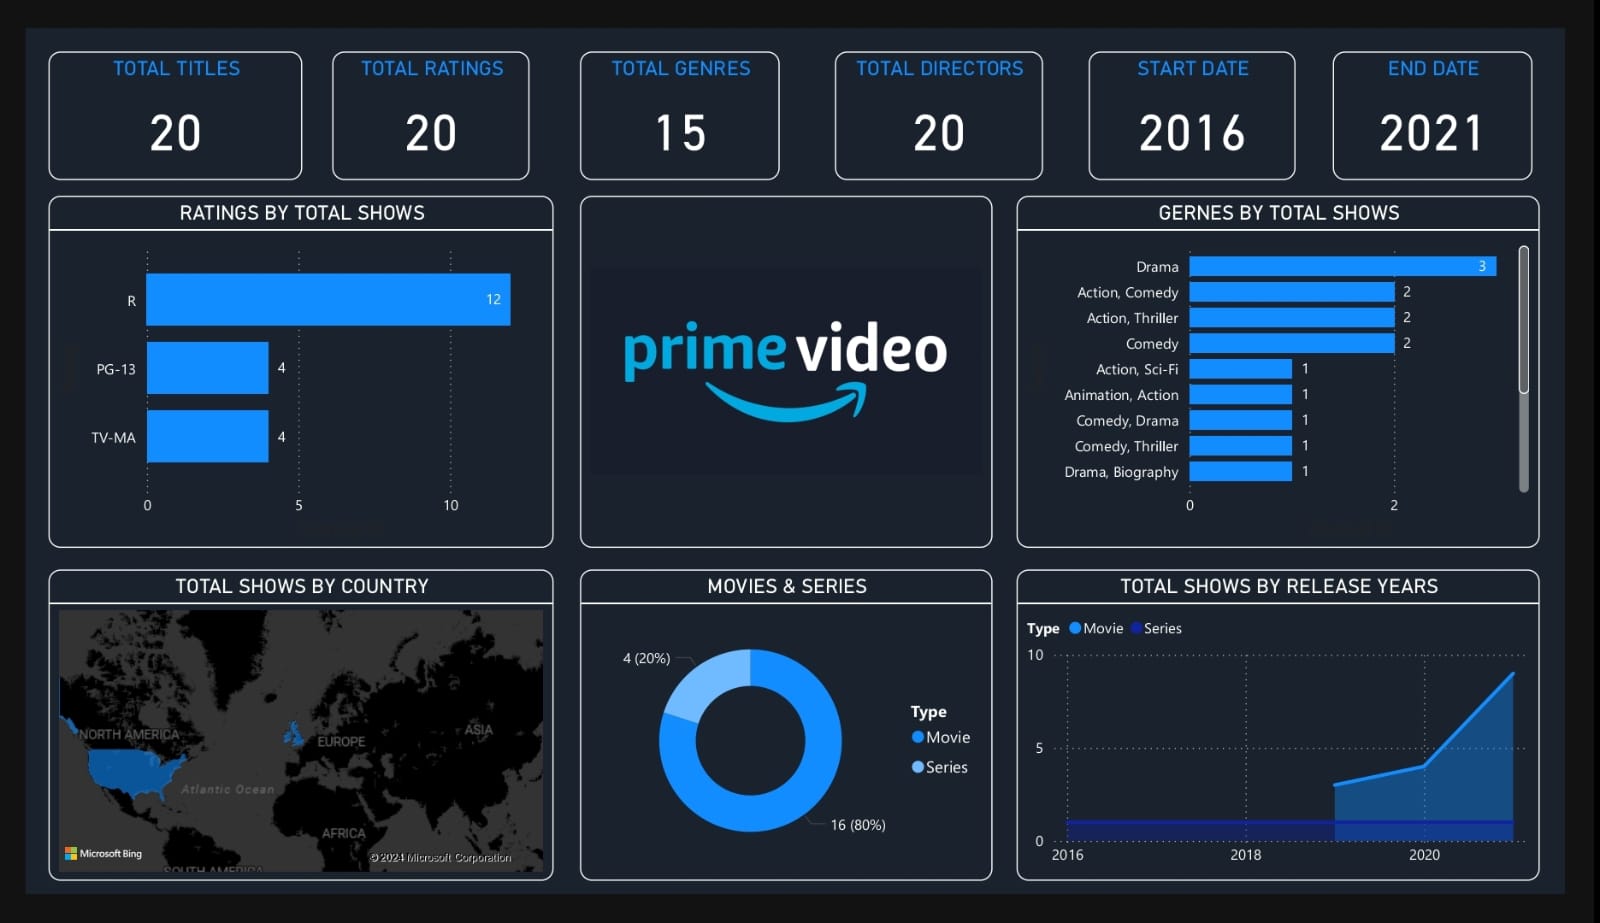 TOTAL TITLES
20
TOTAL RATINGS
20
TOTAL GENRES
15
TOTAL DIRECTORS
20
START DATE
2016
END DATE
2021
RATINGS BY TOTAL SHOWS
R
12
PG-13
4
TV-MA
4
0 5 10
prime video
GERNES BY TOTAL SHOWS
Drama 3
Action, Comedy 2
Action, Thriller 2
Comedy 2
Action, Sci-Fi 1
Animation, Action 1
Comedy, Drama 1
Comedy, Thriller 1
Drama, Biography 1
0 2
TOTAL SHOWS BY COUNTRY
NORTH AMERICA
EUROPE
ASIA
Atlantic Ocean
AFRICA
Microsoft Bing
© 2024 Microsoft Corporation
SOUTH AMERICA
MOVIES & SERIES
4 (20%)
16 (80%)
Type
Movie
Series
TOTAL SHOWS BY RELEASE YEARS
Type Movie Series
10
5
0
2016 2018 2020